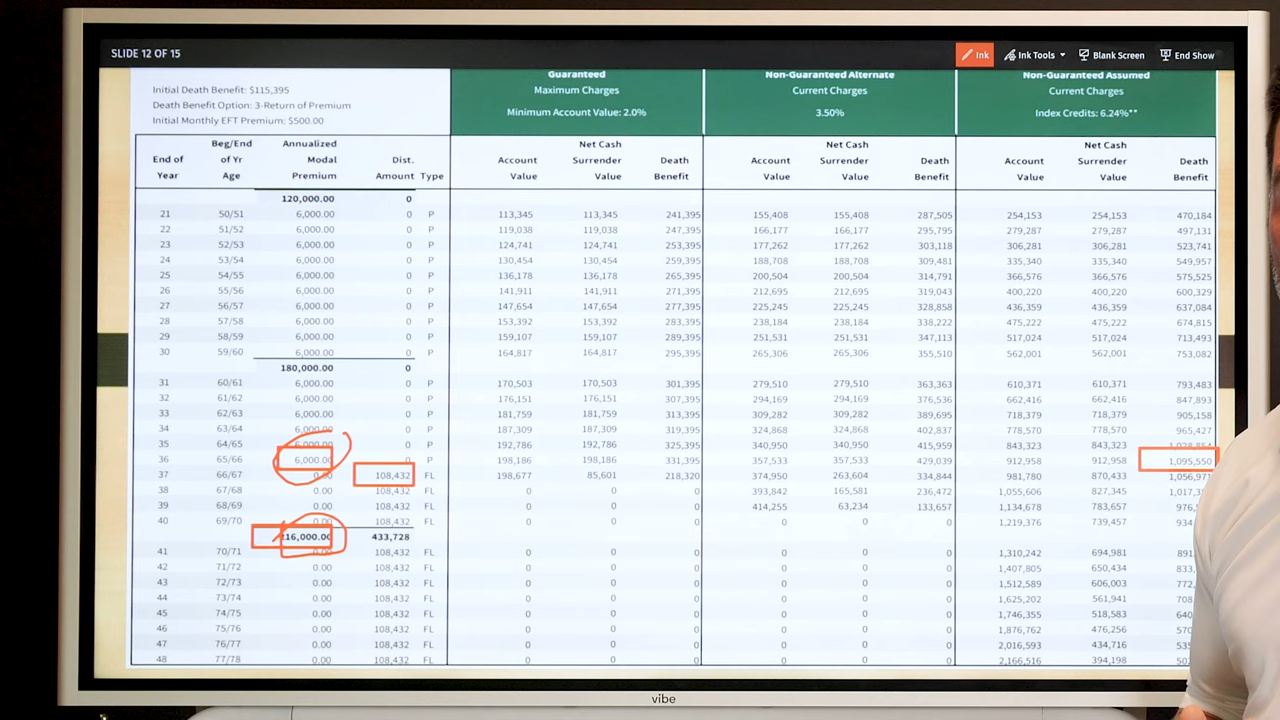 SLIDE 12 OF 15 Ink Ink Tools Blank Screen End Show
Guaranteed Non-Guaranteed Alternate Non-Guaranteed Assumed
Initial Death Benefit: $115,395 Maximum Charges Current Charges Current Charges
Death Benefit Option: 3-Return of Premium
Initial Monthly EFT Premium: $500.00 Minimum Account Value: 2.0% 3.50% Index Credits: 6.24%**
Beg/End Annualized Net Cash Net Cash Net Cash
End of of Yr Modal Dist. Account Surrender Death Account Surrender Death Account Surrender Death
Year Age Premium Amount Type Value Value Benefit Value Value Benefit Value Value Benefit
120,000.00 0
21 50/51 6,000.00 0 P 113,345 113,345 241,395 155,408 155,408 287,505 254,153 254,153 470,184
22 51/52 6,000.00 0 P 119,038 119,038 247,395 166,177 166,177 295,795 279,287 279,287 497,131
23 52/53 6,000.00 0 P 124,741 124,741 253,395 177,262 177,262 303,118 306,281 306,281 523,741
24 53/54 6,000.00 0 P 130,454 130,454 259,395 188,708 188,708 309,481 335,340 335,340 549,957
25 54/55 6,000.00 0 P 136,178 136,178 265,395 200,504 200,504 314,791 366,576 366,576 575,525
26 55/56 6,000.00 0 P 141,911 141,911 271,395 212,695 212,695 319,043 400,220 400,220 600,329
27 56/57 6,000.00 0 P 147,654 147,654 277,395 225,245 225,245 328,858 436,359 436,359 637,084
28 57/58 6,000.00 0 P 153,392 153,392 283,395 238,184 238,184 338,222 475,222 475,222 674,815
29 58/59 6,000.00 0 P 159,107 159,107 289,395 251,531 251,531 347,113 517,024 517,024 713,493
30 59/60 6,000.00 0 P 164,817 164,817 295,395 265,306 265,306 355,510 562,001 562,001 753,082
180,000.00 0
31 60/61 6,000.00 0 P 170,503 170,503 301,395 279,510 279,510 363,363 610,371 610,371 793,483
32 61/62 6,000.00 0 P 176,151 176,151 307,395 294,169 294,169 376,536 662,416 662,416 847,893
33 62/63 6,000.00 0 P 181,759 181,759 313,395 309,282 309,282 389,695 718,379 718,379 905,158
34 63/64 6,000.00 0 P 187,309 187,309 319,395 324,868 324,868 402,837 778,570 778,570 965,427
35 64/65 6,000.00 0 P 192,786 192,786 325,395 340,950 340,950 415,959 843,323 843,323 1,028,854
36 65/66 6,000.00 0 P 198,186 198,186 331,395 357,533 357,533 429,039 912,958 912,958 1,095,550
37 66/67 0.00 108,432 FL 198,677 85,601 218,320 374,950 263,604 334,844 981,780 870,433 1,056,971
38 67/68 0.00 108,432 FL 0 0 0 393,842 165,581 236,472 1,055,606 827,345
39 68/69 0.00 108,432 FL 0 0 0 414,255 63,234 133,657 1,134,678 783,657
40 69/70 0.00 108,432 FL 0 0 0 0 0 0 1,219,376 739,457
216,000.00 433,728
41 70/71 0.00 108,432 FL 0 0 0 0 0 0 1,310,242 694,981
42 71/72 0.00 108,432 FL 0 0 0 0 0 0 1,407,805 650,434
43 72/73 0.00 108,432 FL 0 0 0 0 0 0 1,512,589 606,003
44 73/74 0.00 108,432 FL 0 0 0 0 0 0 1,625,202 561,941
45 74/75 0.00 108,432 FL 0 0 0 0 0 0 1,746,355 518,583
46 75/76 0.00 108,432 FL 0 0 0 0 0 0 1,876,762 476,256
47 76/77 0.00 108,432 FL 0 0 0 0 0 0 2,016,593 434,716
48 77/78 0.00 108,432 FL 0 0 0 0 0 0 2,166,516 394,198
vibe